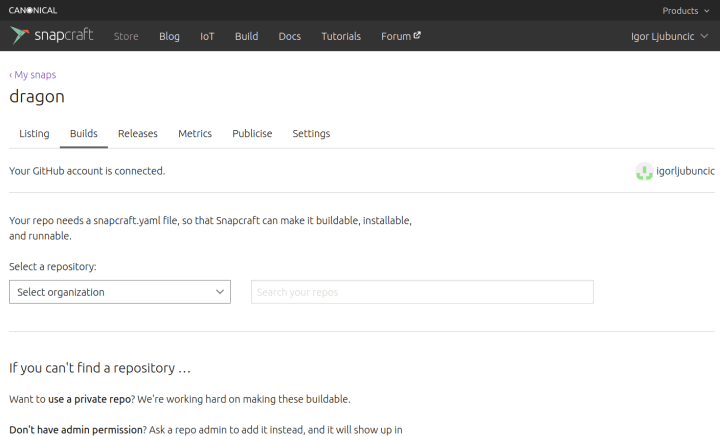 CANONICAL
Products
snapcraft
Store Blog IoT Build Docs Tutorials Forum
Igor Ljubuncic
‹ My snaps
dragon
Listing Builds Releases Metrics Publicise Settings
Your GitHub account is connected.
igorljubuncic
Your repo needs a snapcraft.yaml file, so that Snapcraft can make it buildable, installable,
and runnable.
Select a repository:
Select organization
Search your repos
If you can't find a repository …
Want to use a private repo? We're working hard on making these buildable.
Don't have admin permission? Ask a repo admin to add it instead, and it will show up in